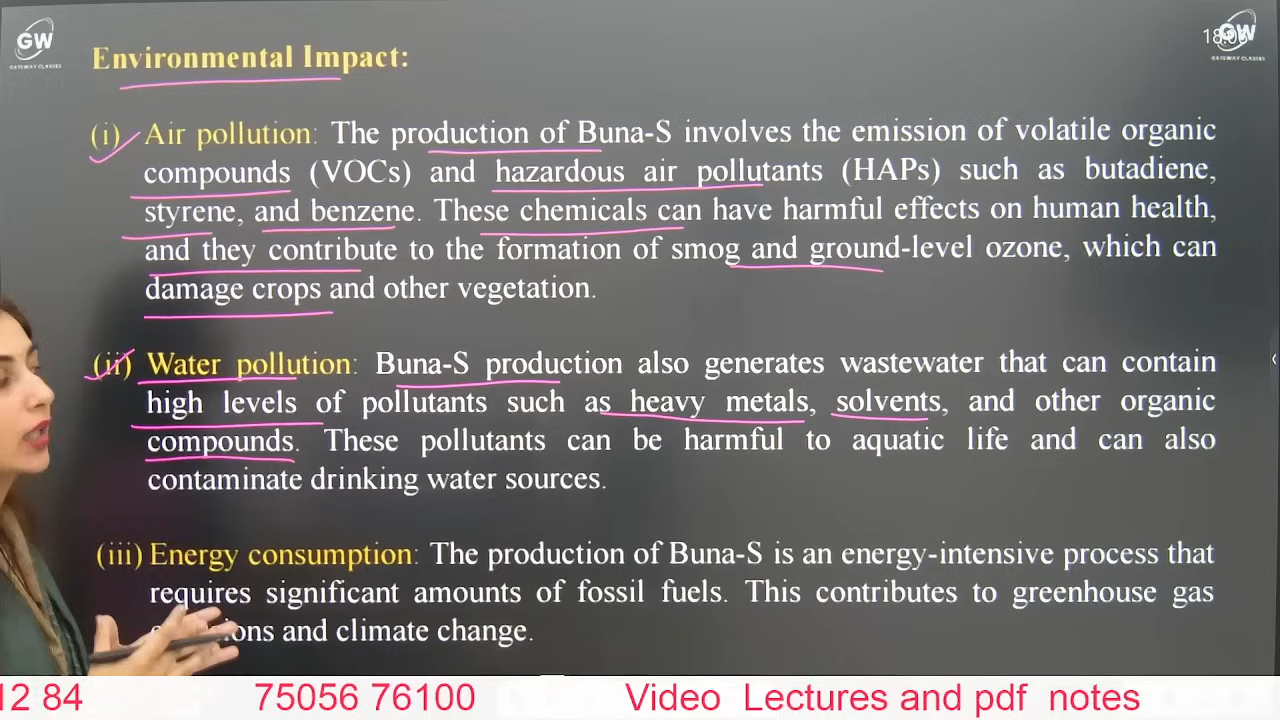 GW
GATEWAY CLASSES
GW
GATEWAY CLASSES
Environmental Impact:
(i) Air pollution: The production of Buna-S involves the emission of volatile organic
compounds (VOCs) and hazardous air pollutants (HAPs) such as butadiene,
styrene, and benzene. These chemicals can have harmful effects on human health,
and they contribute to the formation of smog and ground-level ozone, which can
damage crops and other vegetation.
(ii) Water pollution: Buna-S production also generates wastewater that can contain
high levels of pollutants such as heavy metals, solvents, and other organic
compounds. These pollutants can be harmful to aquatic life and can also
contaminate drinking water sources.
(iii) Energy consumption: The production of Buna-S is an energy-intensive process that
requires significant amounts of fossil fuels. This contributes to greenhouse gas
and climate change.
12 84 75056 76100 Video Lectures and pdf notes